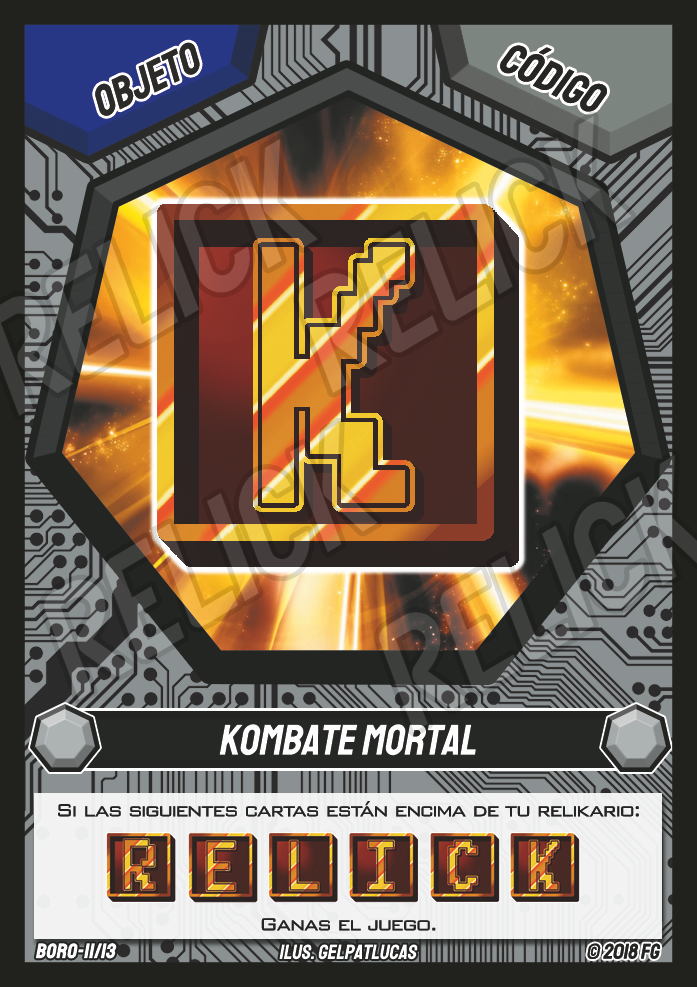 OBJETO
CÓDIGO
RELICK
RELICK
K
RELICK
RELICK
KOMBATE MORTAL
SI LAS SIGUIENTES CARTAS ESTÁN ENCIMA DE TU RELIKARIO:
R E L I C K
GANAS EL JUEGO.
BORO-11/13 ILUS. GELPATLUCAS © 2018 FG